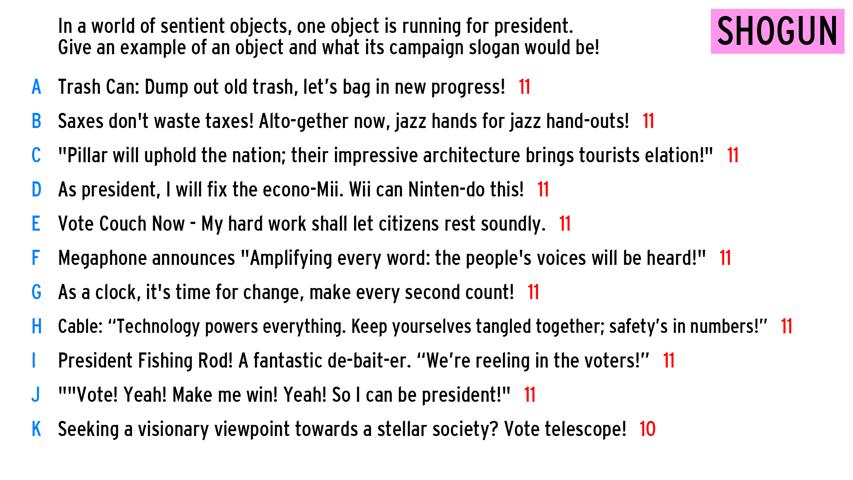 In a world of sentient objects, one object is running for president.
Give an example of an object and what its campaign slogan would be!
SHOGUN
A Trash Can: Dump out old trash, let’s bag in new progress! 11
B Saxes don't waste taxes! Alto-gether now, jazz hands for jazz hand-outs! 11
C "Pillar will uphold the nation; their impressive architecture brings tourists elation!" 11
D As president, I will fix the econo-Mii. Wii can Ninten-do this! 11
E Vote Couch Now - My hard work shall let citizens rest soundly. 11
F Megaphone announces "Amplifying every word: the people's voices will be heard!" 11
G As a clock, it's time for change, make every second count! 11
H Cable: “Technology powers everything. Keep yourselves tangled together; safety’s in numbers!” 11
I President Fishing Rod! A fantastic de-bait-er. “We’re reeling in the voters!” 11
J ""Vote! Yeah! Make me win! Yeah! So I can be president!" 11
K Seeking a visionary viewpoint towards a stellar society? Vote telescope! 10